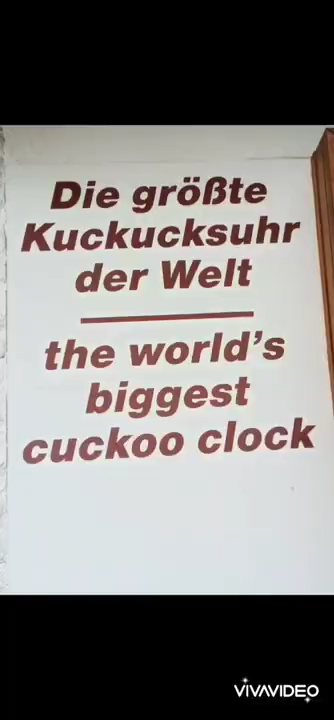 Die größte
Kuckucksuhr
der Welt
the world's
biggest
cuckoo clock
VIVAVIDEO